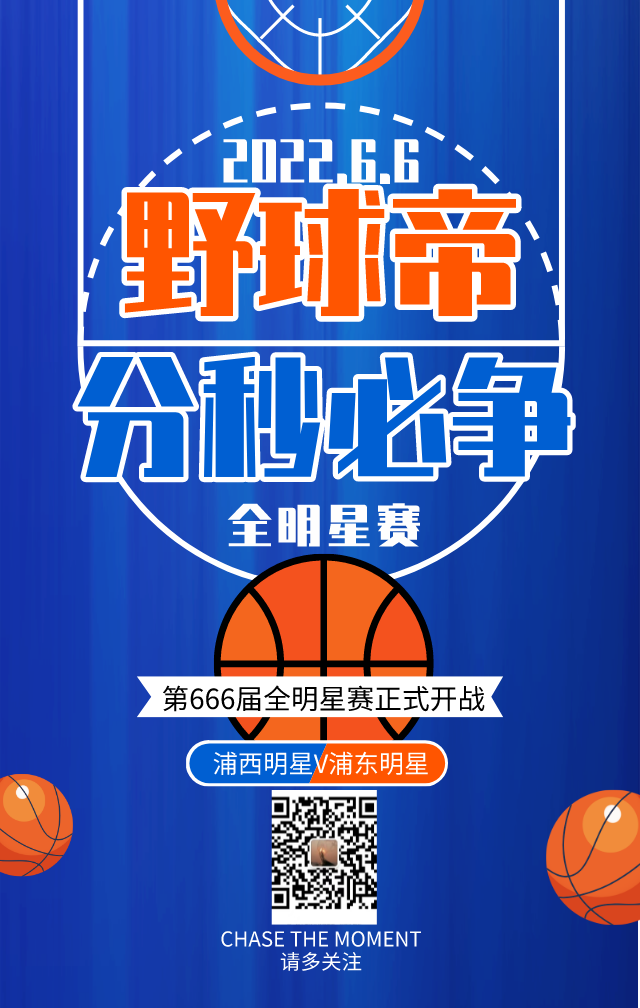 2022.6.6
野球帝
分秒必争
全明星赛
第666届全明星赛正式开战
浦西明星V浦东明星
CHASE THE MOMENT
请多关注